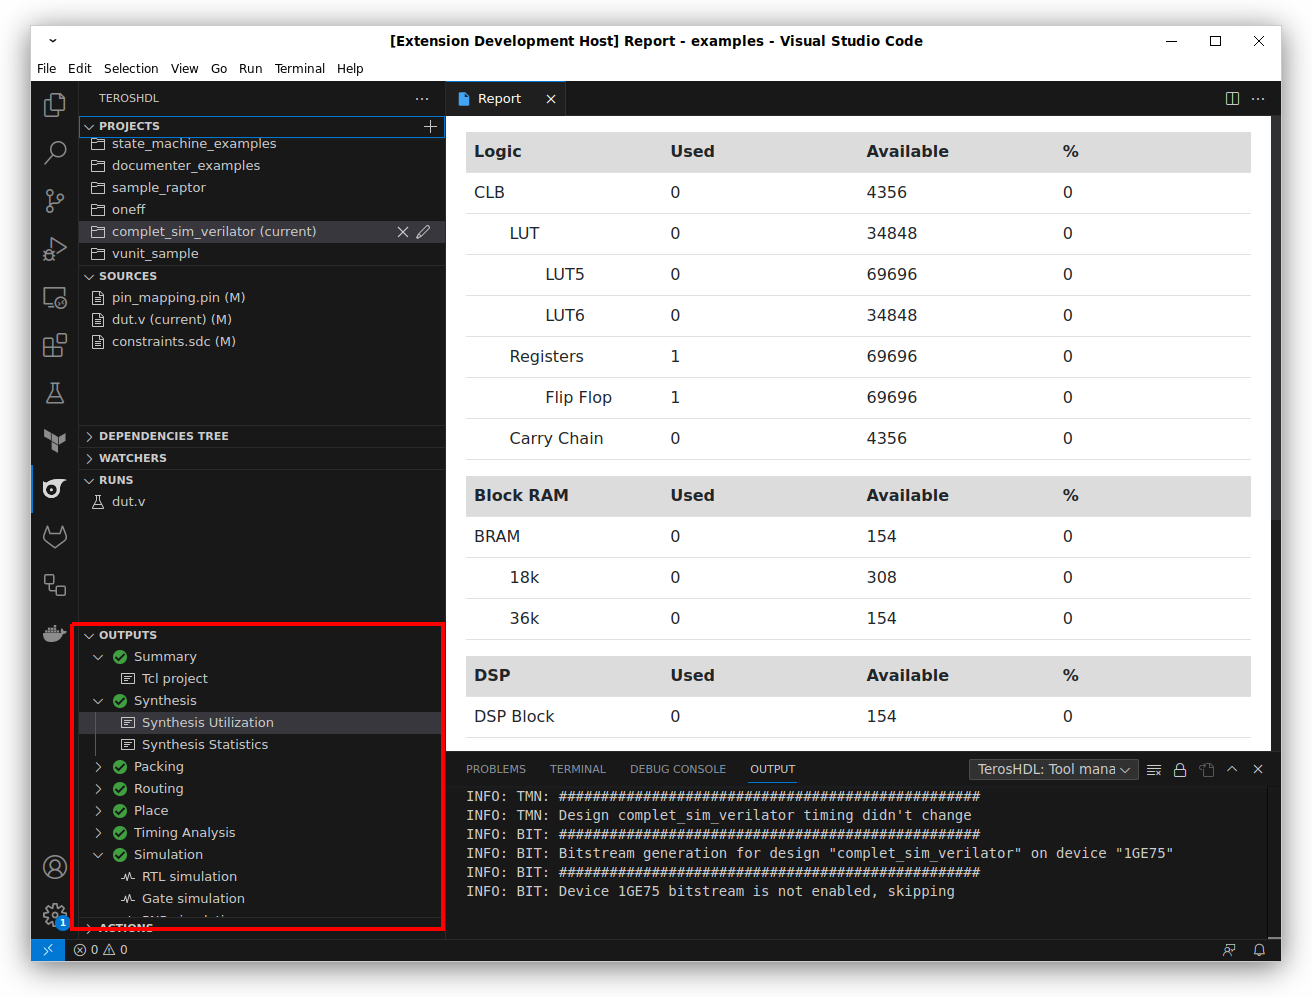 [Extension Development Host] Report - examples - Visual Studio Code
File Edit Selection View Go Run Terminal Help
TEROSHDL
PROJECTS
state_machine_examples
documenter_examples
sample_raptor
oneff
complet_sim_verilator (current)
vunit_sample
SOURCES
pin_mapping.pin (M)
dut.v (current) (M)
constraints.sdc (M)
DEPENDENCIES TREE
WATCHERS
RUNS
dut.v
OUTPUTS
Summary
Tcl project
Synthesis
Synthesis Utilization
Synthesis Statistics
Packing
Routing
Place
Timing Analysis
Simulation
RTL simulation
Gate simulation
ACTIONS
1
Report
Logic Used Available %
CLB 0 4356 0
LUT 0 34848 0
LUT5 0 69696 0
LUT6 0 34848 0
Registers 1 69696 0
Flip Flop 1 69696 0
Carry Chain 0 4356 0
Block RAM Used Available %
BRAM 0 154 0
18k 0 308 0
36k 0 154 0
DSP Used Available %
DSP Block 0 154 0
PROBLEMS TERMINAL DEBUG CONSOLE OUTPUT TerosHDL: Tool mana
INFO: TMN: ##################################################
INFO: TMN: Design complet_sim_verilator timing didn't change
INFO: BIT: ##################################################
INFO: BIT: Bitstream generation for design "complet_sim_verilator" on device "1GE75"
INFO: BIT: ##################################################
INFO: BIT: Device 1GE75 bitstream is not enabled, skipping
0 0